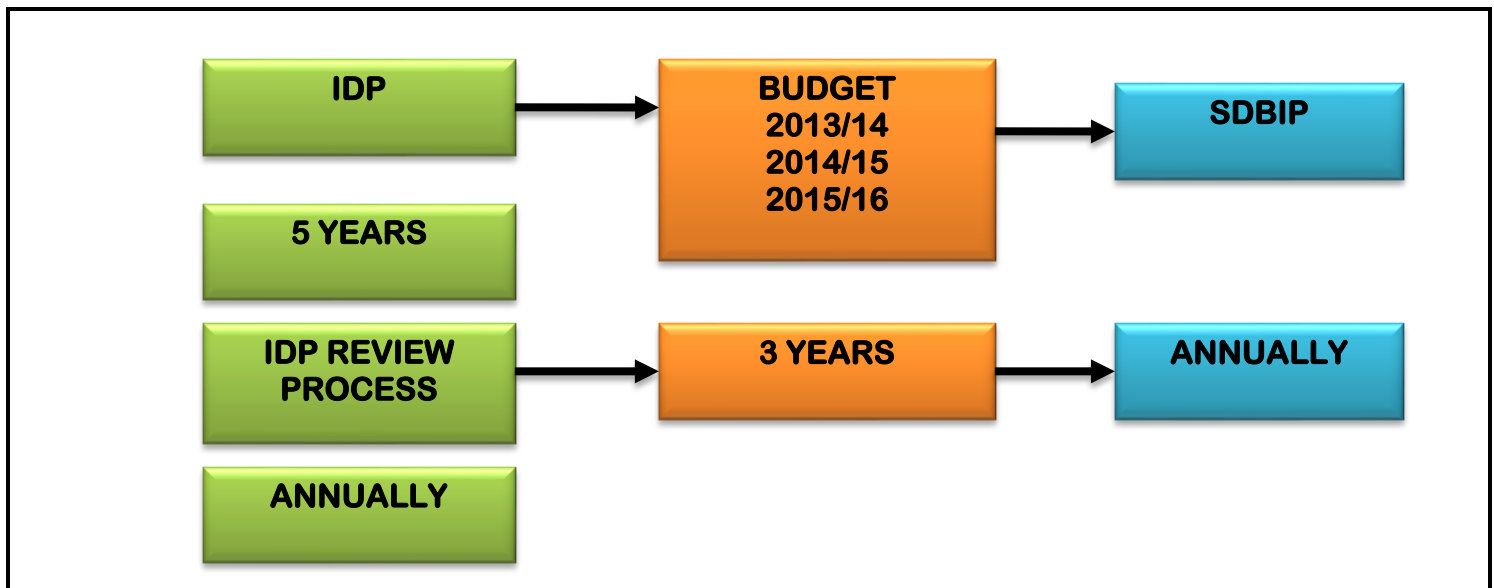 IDP
BUDGET
2013/14
2014/15
2015/16
SDBIP
5 YEARS
IDP REVIEW
PROCESS
3 YEARS
ANNUALLY
ANNUALLY